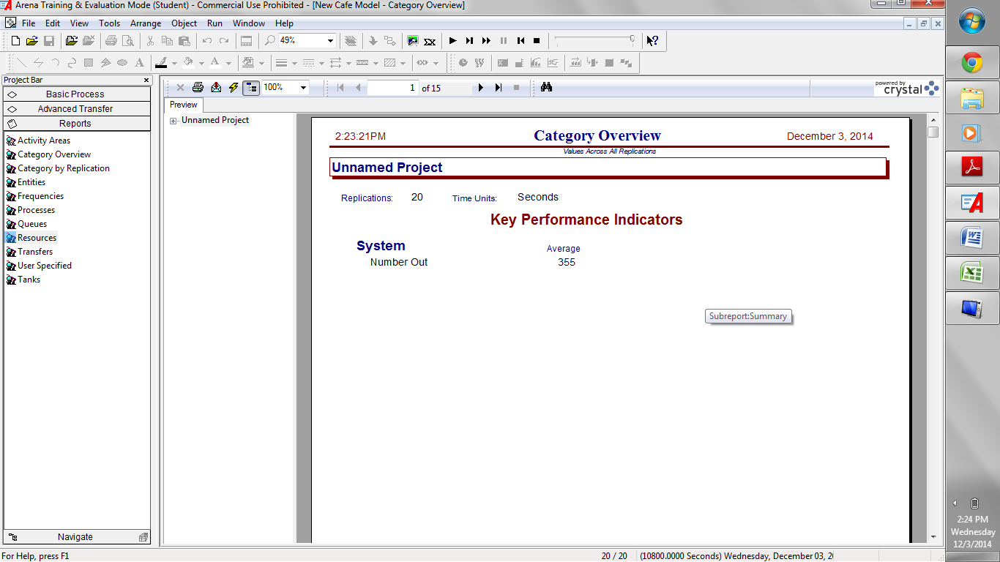 Arena Training & Evaluation Mode (Student) - Commercial Use Prohibited - [New Cafe Model - Category Overview]
File Edit View Tools Arrange Object Run Window Help
49%
Project Bar
Basic Process
Advanced Transfer
Reports
Activity Areas
Category Overview
Category by Replication
Entities
Frequencies
Processes
Queues
Resources
Transfers
User Specified
Tanks
Navigate
100% 1 of 15
powered by
crystal
Preview
Unnamed Project
2:23:21PM Category Overview December 3, 2014
Values Across All Replications
Unnamed Project
Replications: 20 Time Units: Seconds
Key Performance Indicators
System Average
Number Out 355
Subreport:Summary
2:24 PM
Wednesday
12/3/2014
For Help, press F1 20 / 20 (10800.0000 Seconds) Wednesday, December 03,